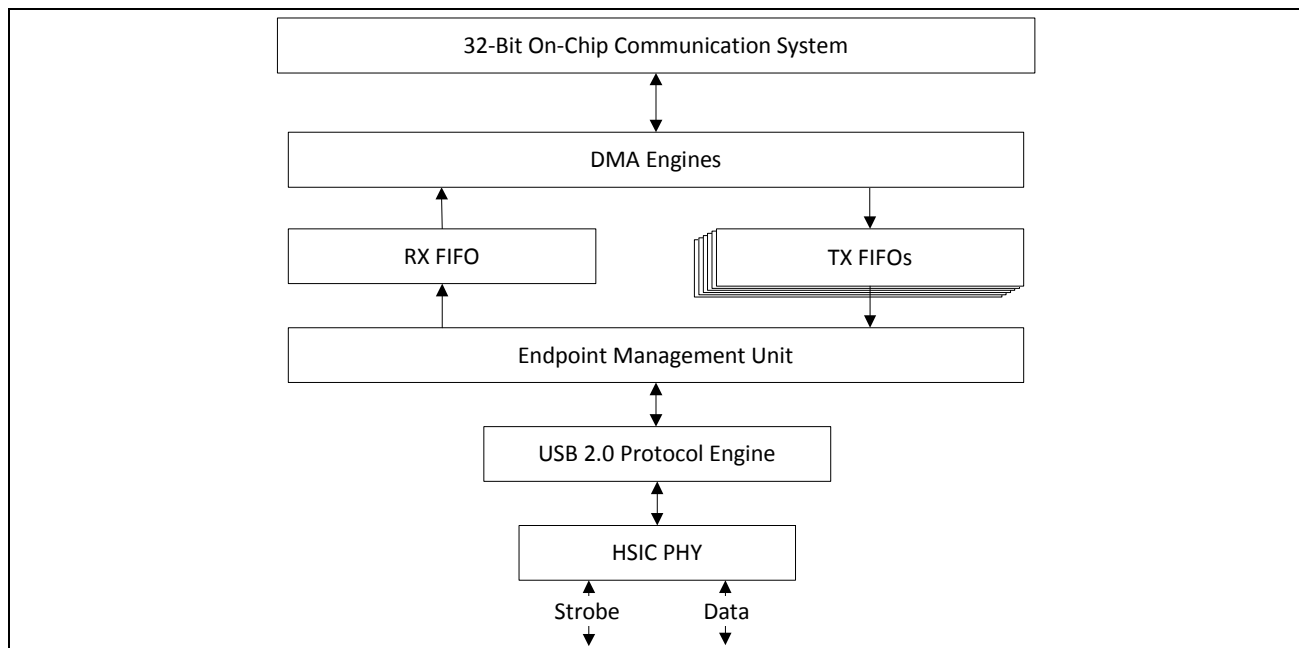 32-Bit On-Chip Communication System
DMA Engines
RX FIFO
TX FIFOs
Endpoint Management Unit
USB 2.0 Protocol Engine
HSIC PHY
Strobe
Data